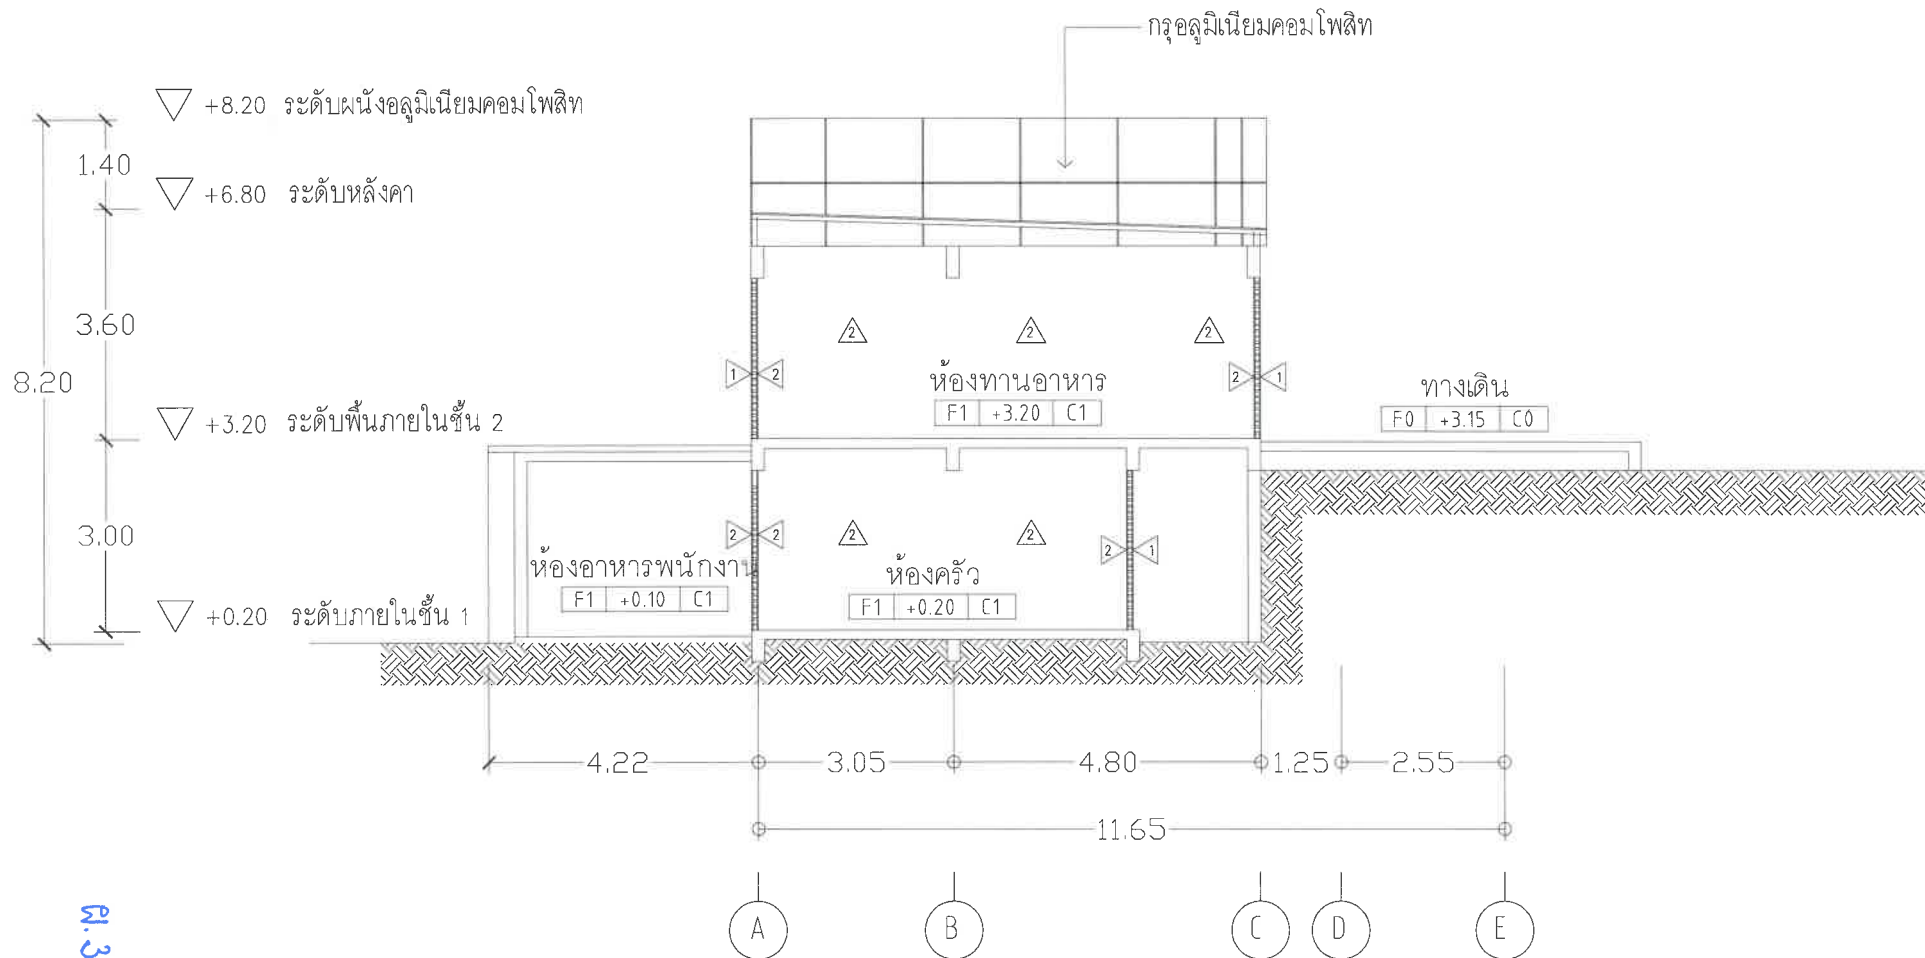 กรุอลูมิเนียมคอมโพสิท
+8.20 ระดับผนังอลูมิเนียมคอมโพสิท
1.40
+6.80 ระดับหลังคา
3.60
8.20
2 2 2
1 2 2 1
ห้องทานอาหาร
F1 +3.20 C1
ทางเดิน
F0 +3.15 C0
+3.20 ระดับพื้นภายในชั้น 2
3.00
2 2 2 2
2 1
ห้องอาหารพนักงาน
F1 +0.10 C1
ห้องครัว
F1 +0.20 C1
+0.20 ระดับภายในชั้น 1
4.22 3.05 4.80 1.25 2.55
11.65
A B C D E
ผ.3